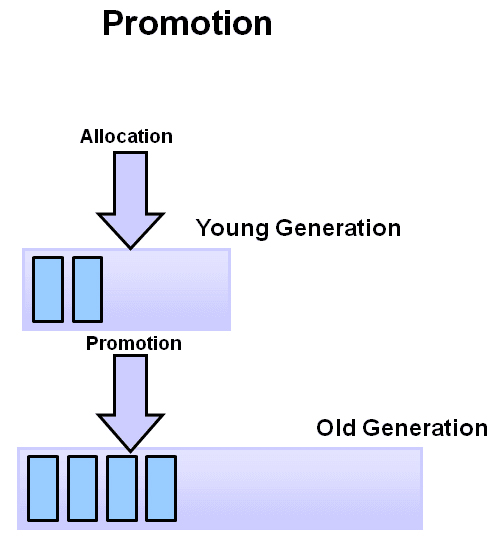 Promotion
Allocation
Young Generation
Promotion
Old Generation